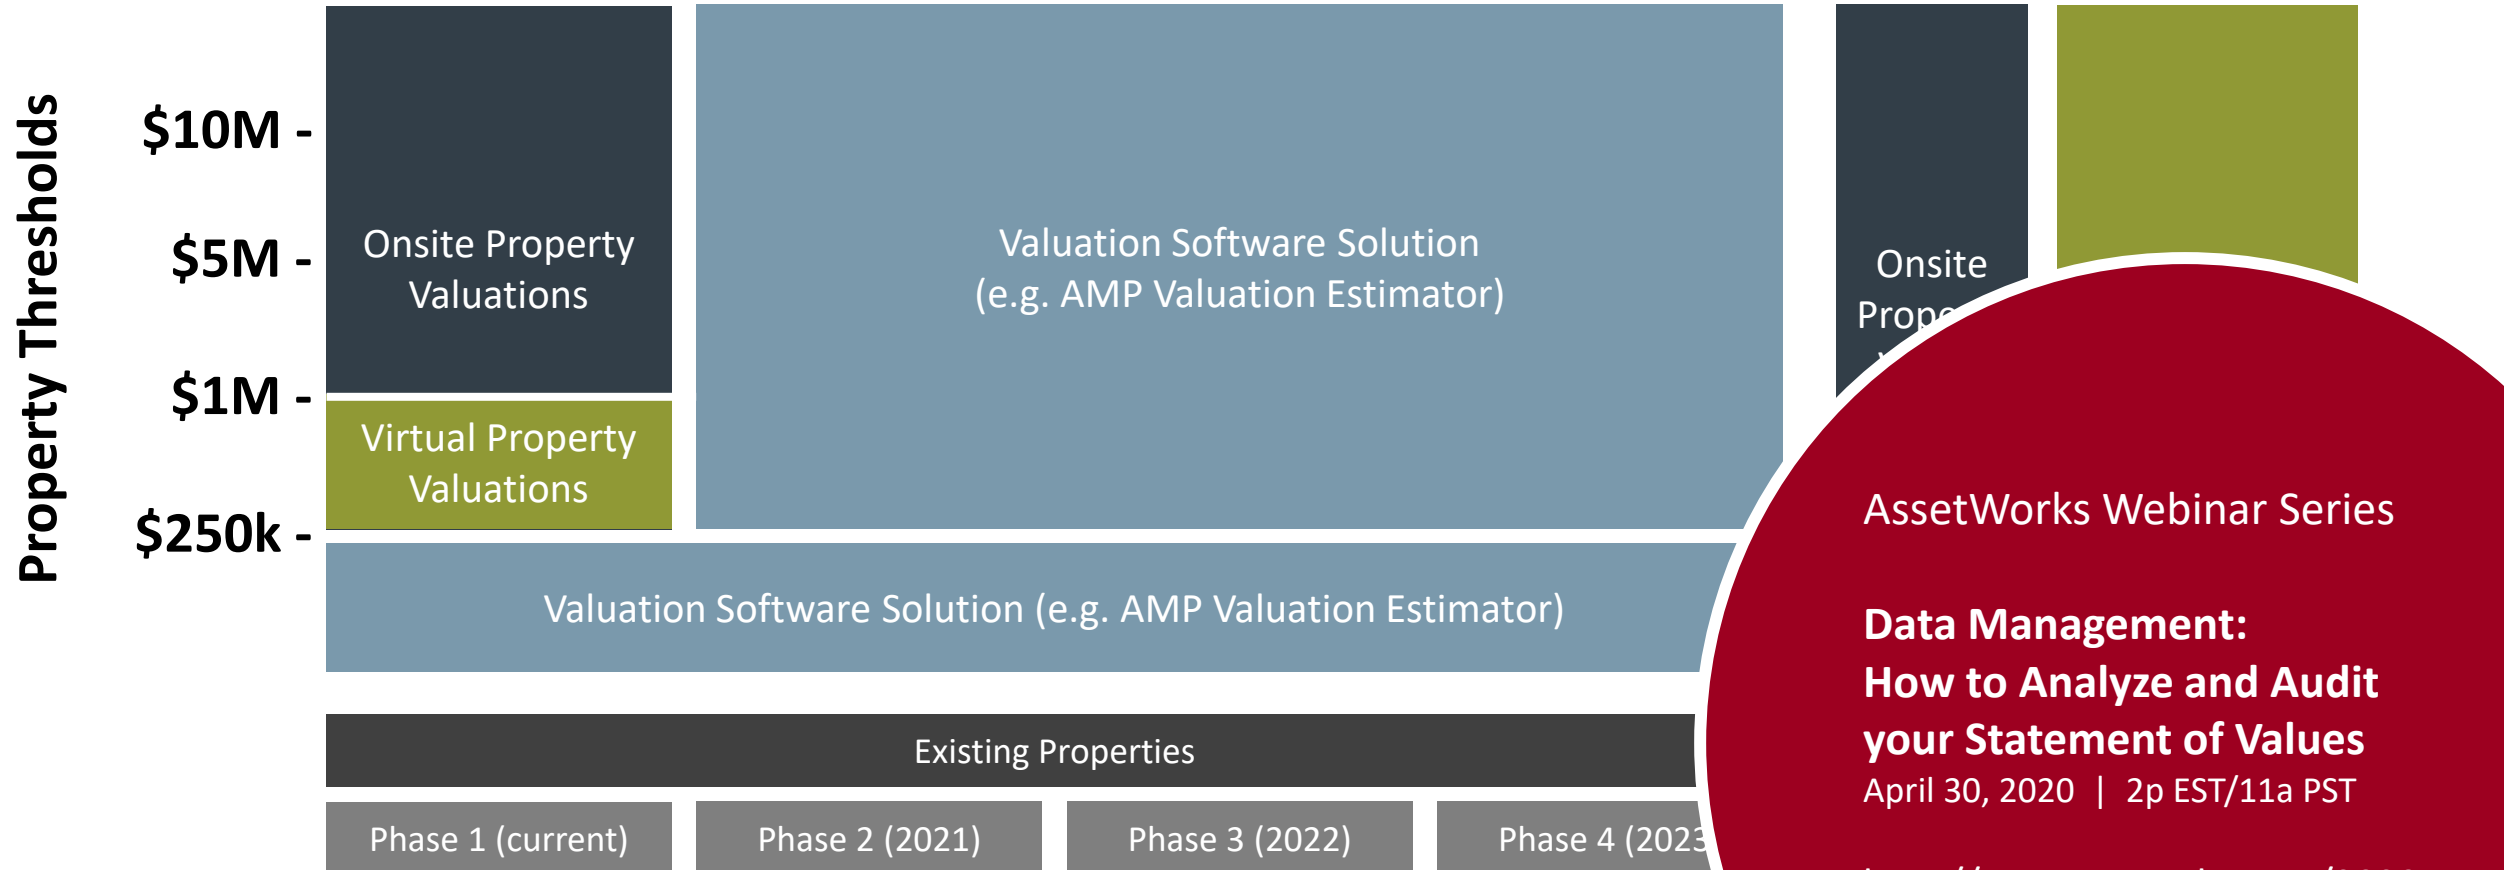 Property Thresholds
$10M -
$5M -
$1M -
$250k -
Onsite Property
Valuations
Virtual Property
Valuations
Valuation Software Solution
(e.g. AMP Valuation Estimator)
Onsite
Valuation Software Solution (e.g. AMP Valuation Estimator)
Existing Properties
Phase 1 (current)
Phase 2 (2021)
Phase 3 (2022)
Phase 4 (2023
AssetWorks Webinar Series
Data Management:
How to Analyze and Audit
your Statement of Values
April 30, 2020 | 2p EST/11a PST